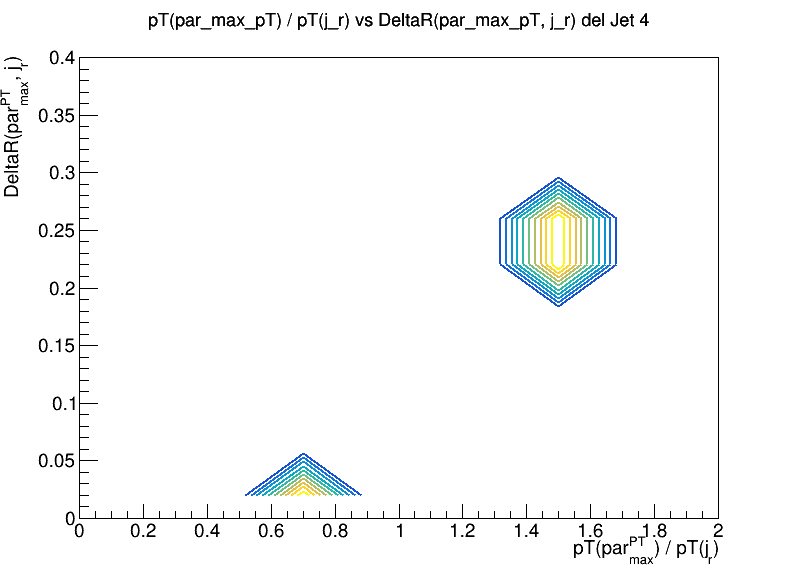 pT(par_max_pT) / pT(j_r) vs DeltaR(par_max_pT, j_r) del Jet 4
DeltaR(par^PT_max, j_r)
0.4
0.35
0.3
0.25
0.2
0.15
0.1
0.05
0
0 0.2 0.4 0.6 0.8 1 1.2 1.4 1.6 1.8 2
pT(par^PT_max) / pT(j_r)